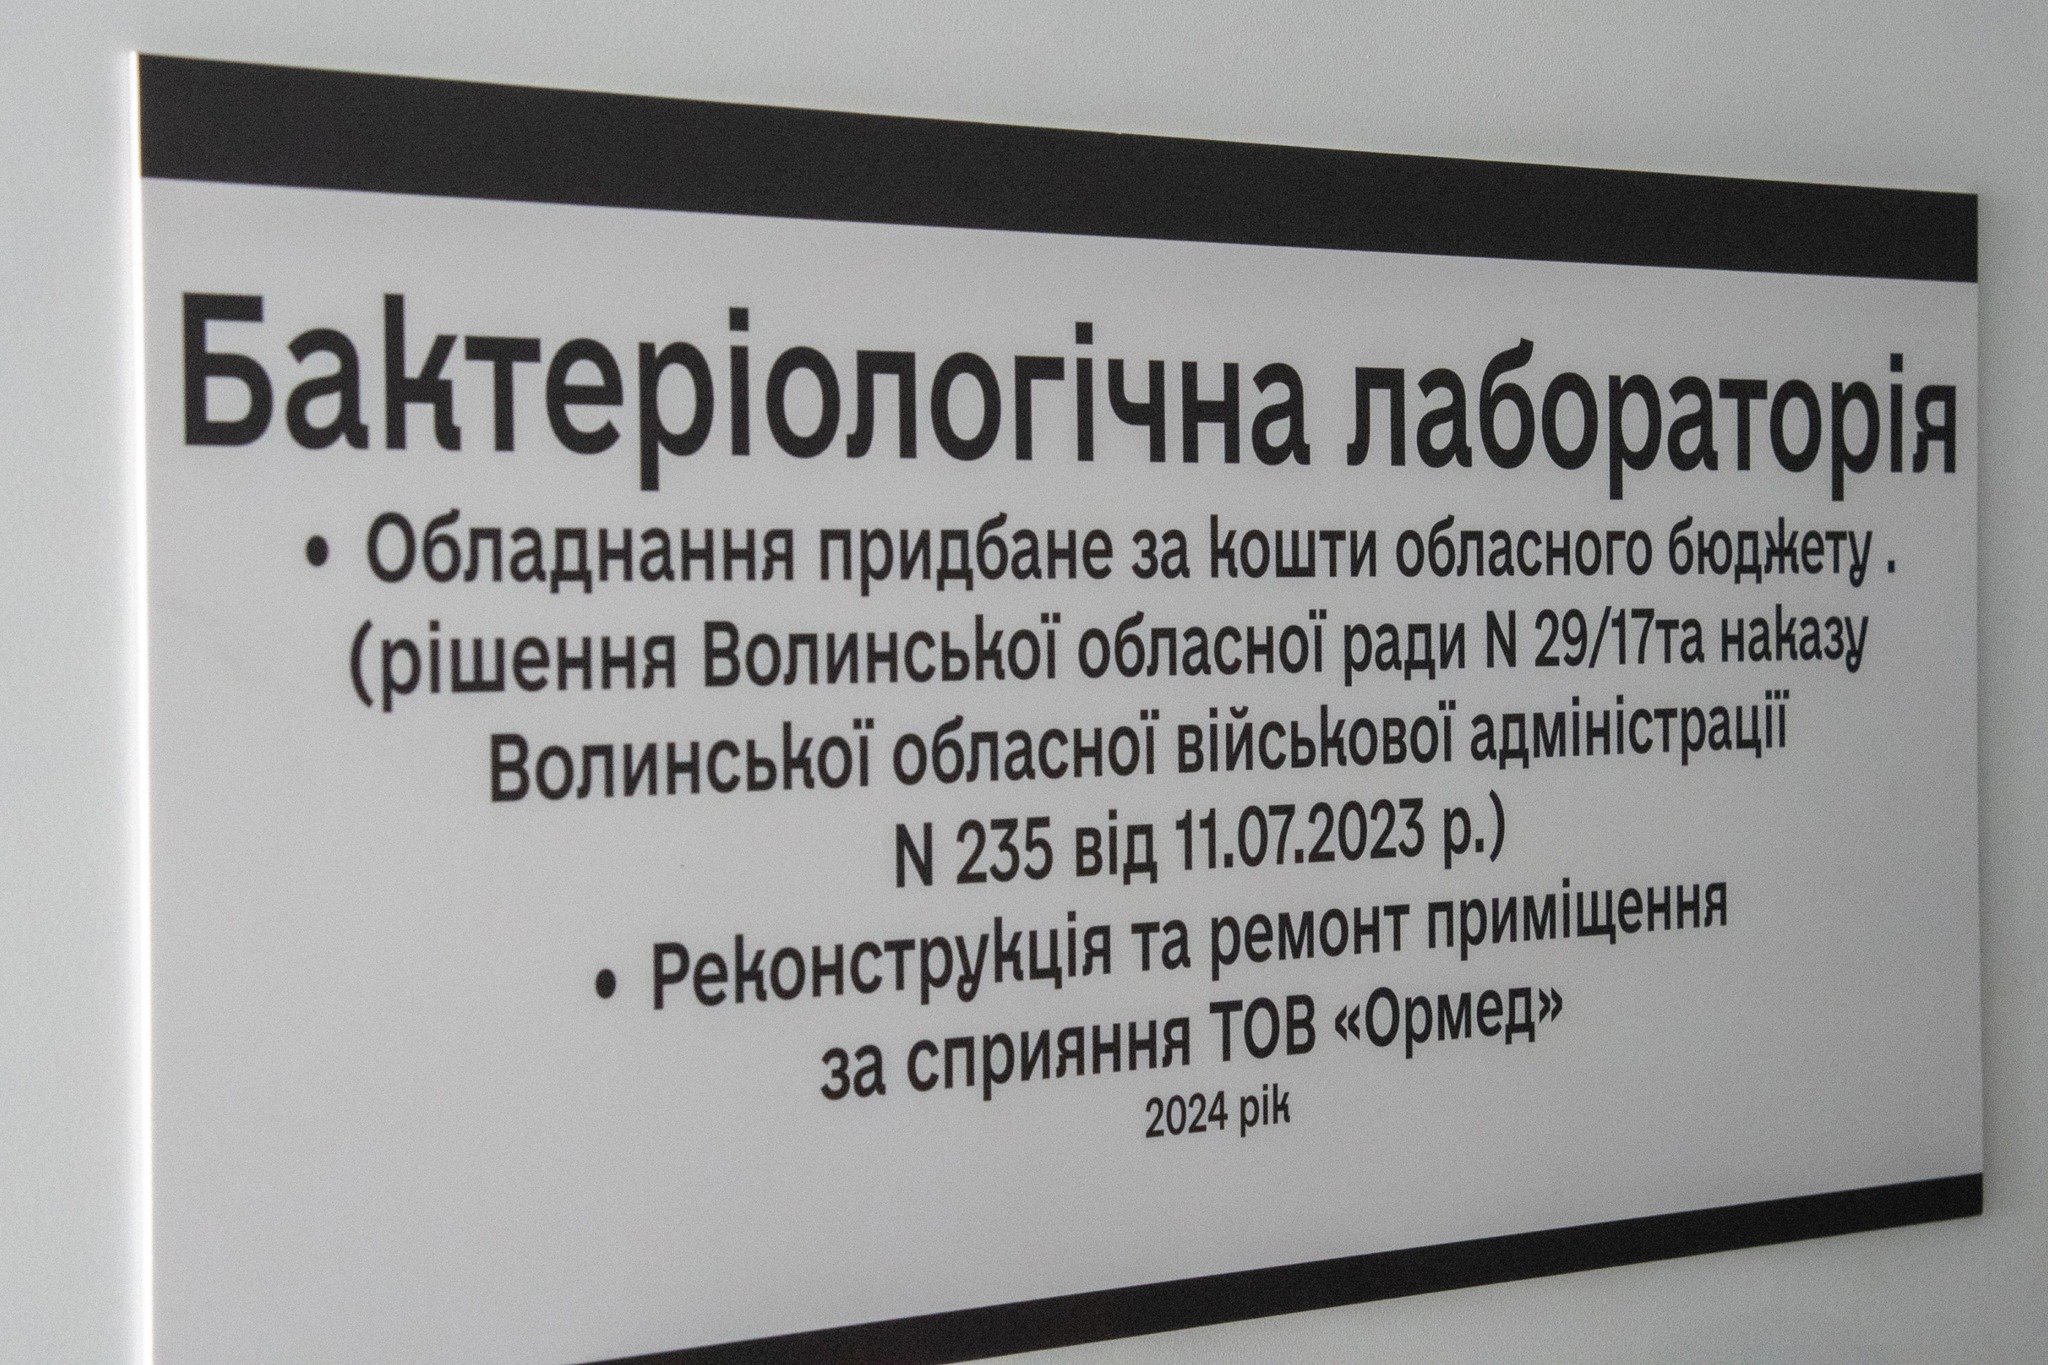 Бактеріологічна лабораторія
• Обладнання придбане за кошти обласного бюджету .
(рішення Волинської обласної ради N 29/17та наказу
Волинської обласної військової адміністрації
N 235 від 11.07.2023 р.)
• Реконструкція та ремонт приміщення
за сприяння ТОВ «Ормед»
2024 рік